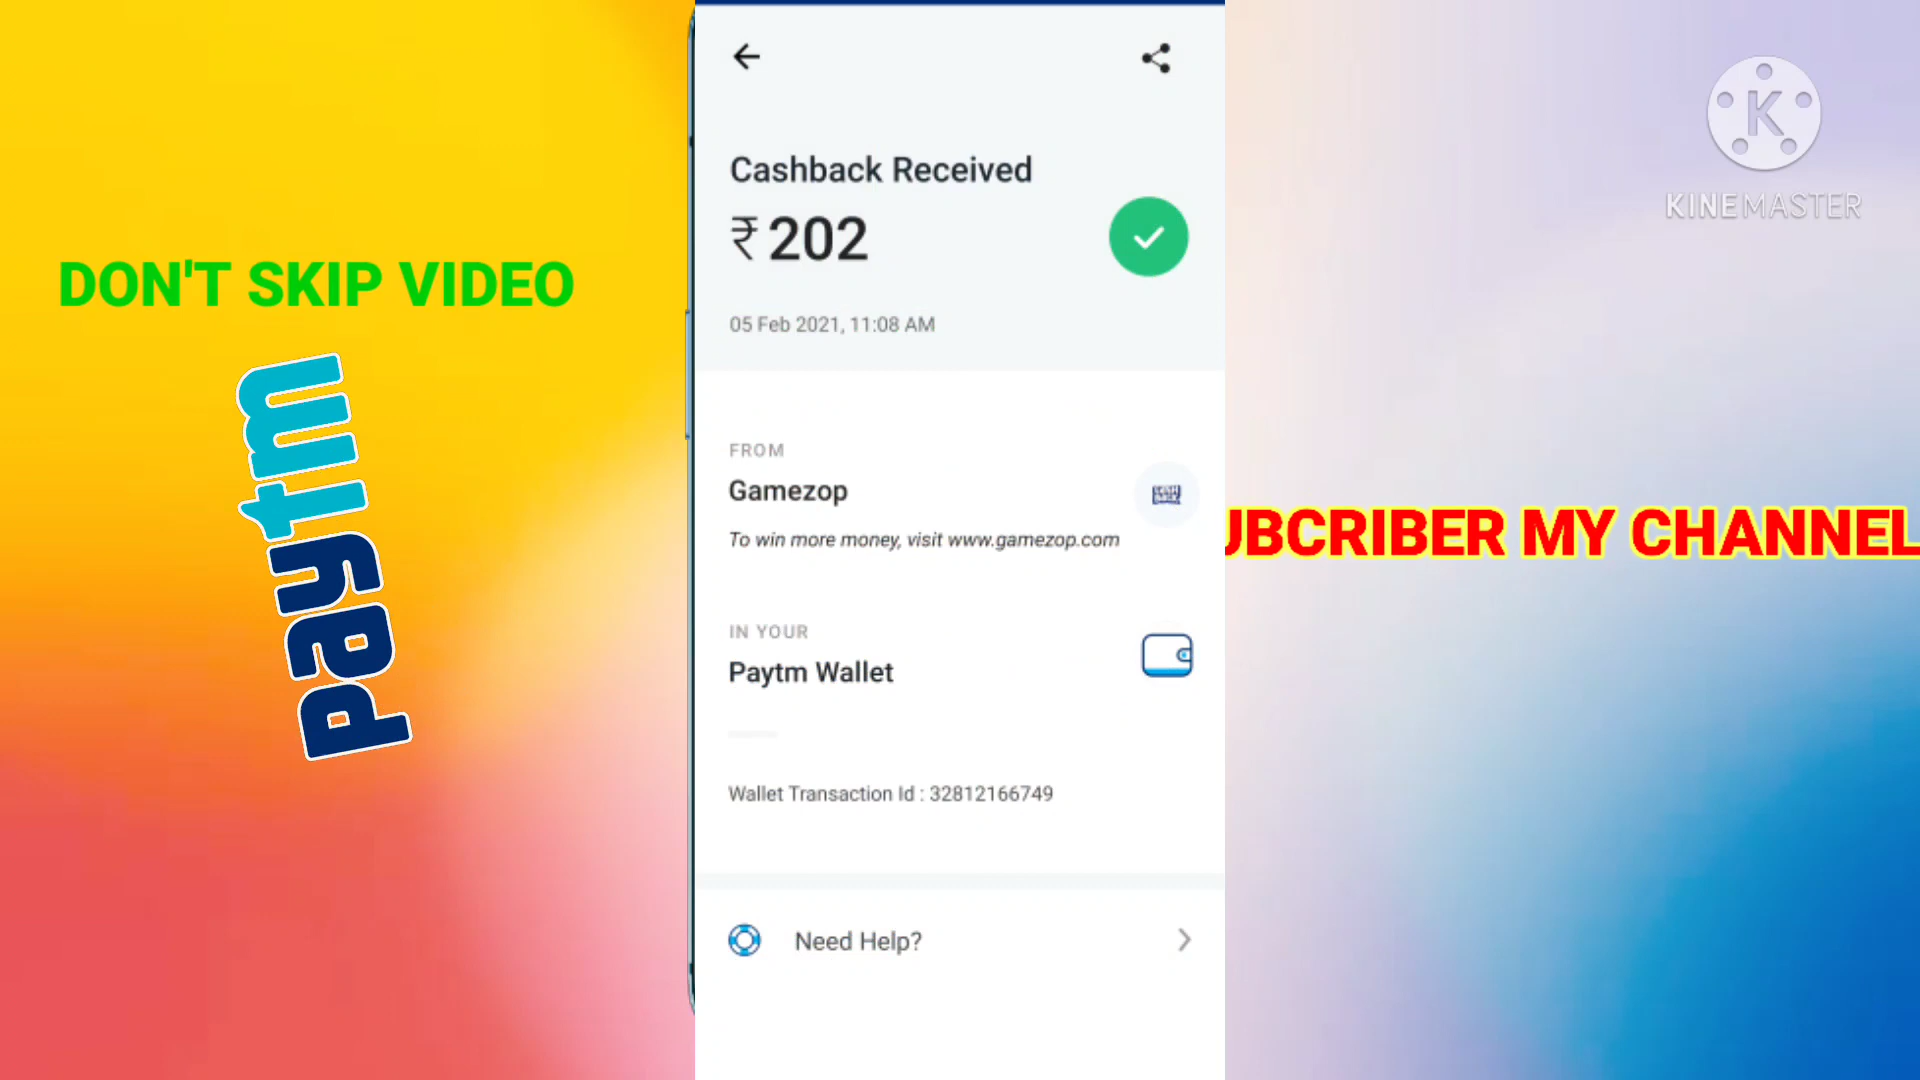 DON'T SKIP VIDEO
paytm
Cashback Received
₹202
05 Feb 2021, 11:08 AM
FROM
Gamezop
To win more money, visit www.gamezop.com
IN YOUR
Paytm Wallet
Wallet Transaction Id : 32812166749
Need Help?
K
KINEMASTER
UBCRIBER MY CHANNEL